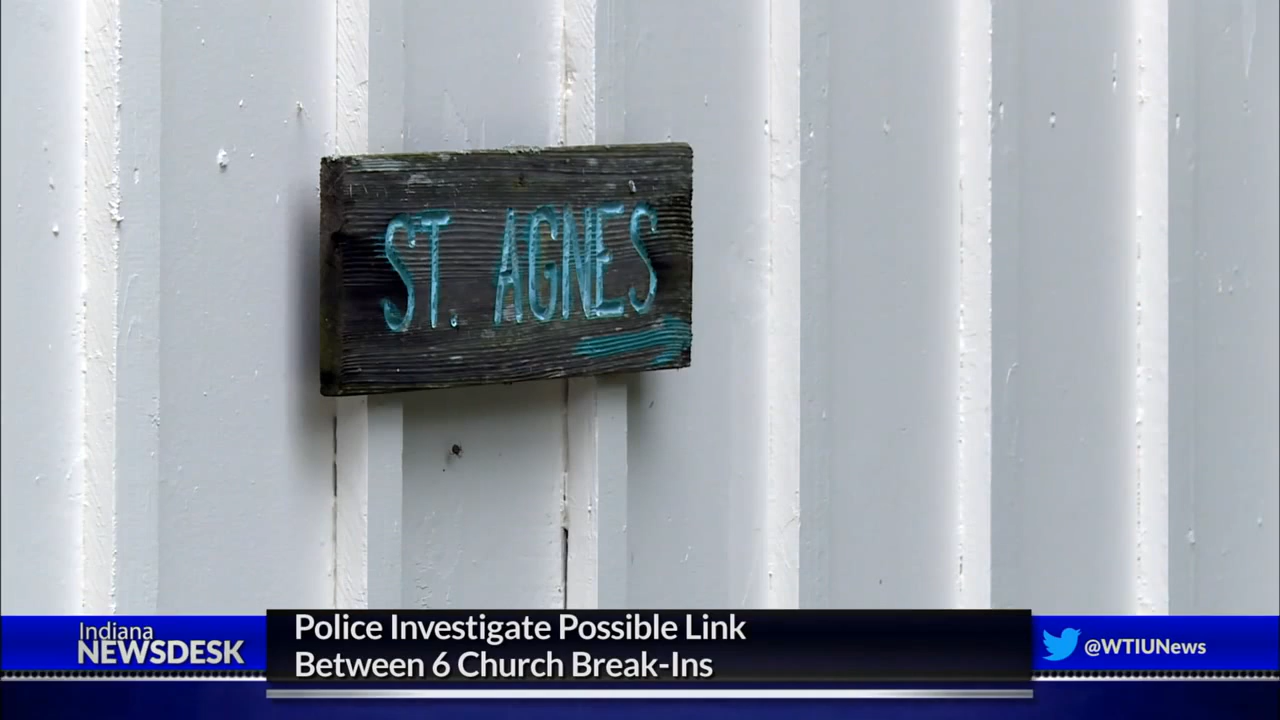 ST. AGNES
Indiana
NEWSDESK
Police Investigate Possible Link
Between 6 Church Break-Ins
@WTIUNews